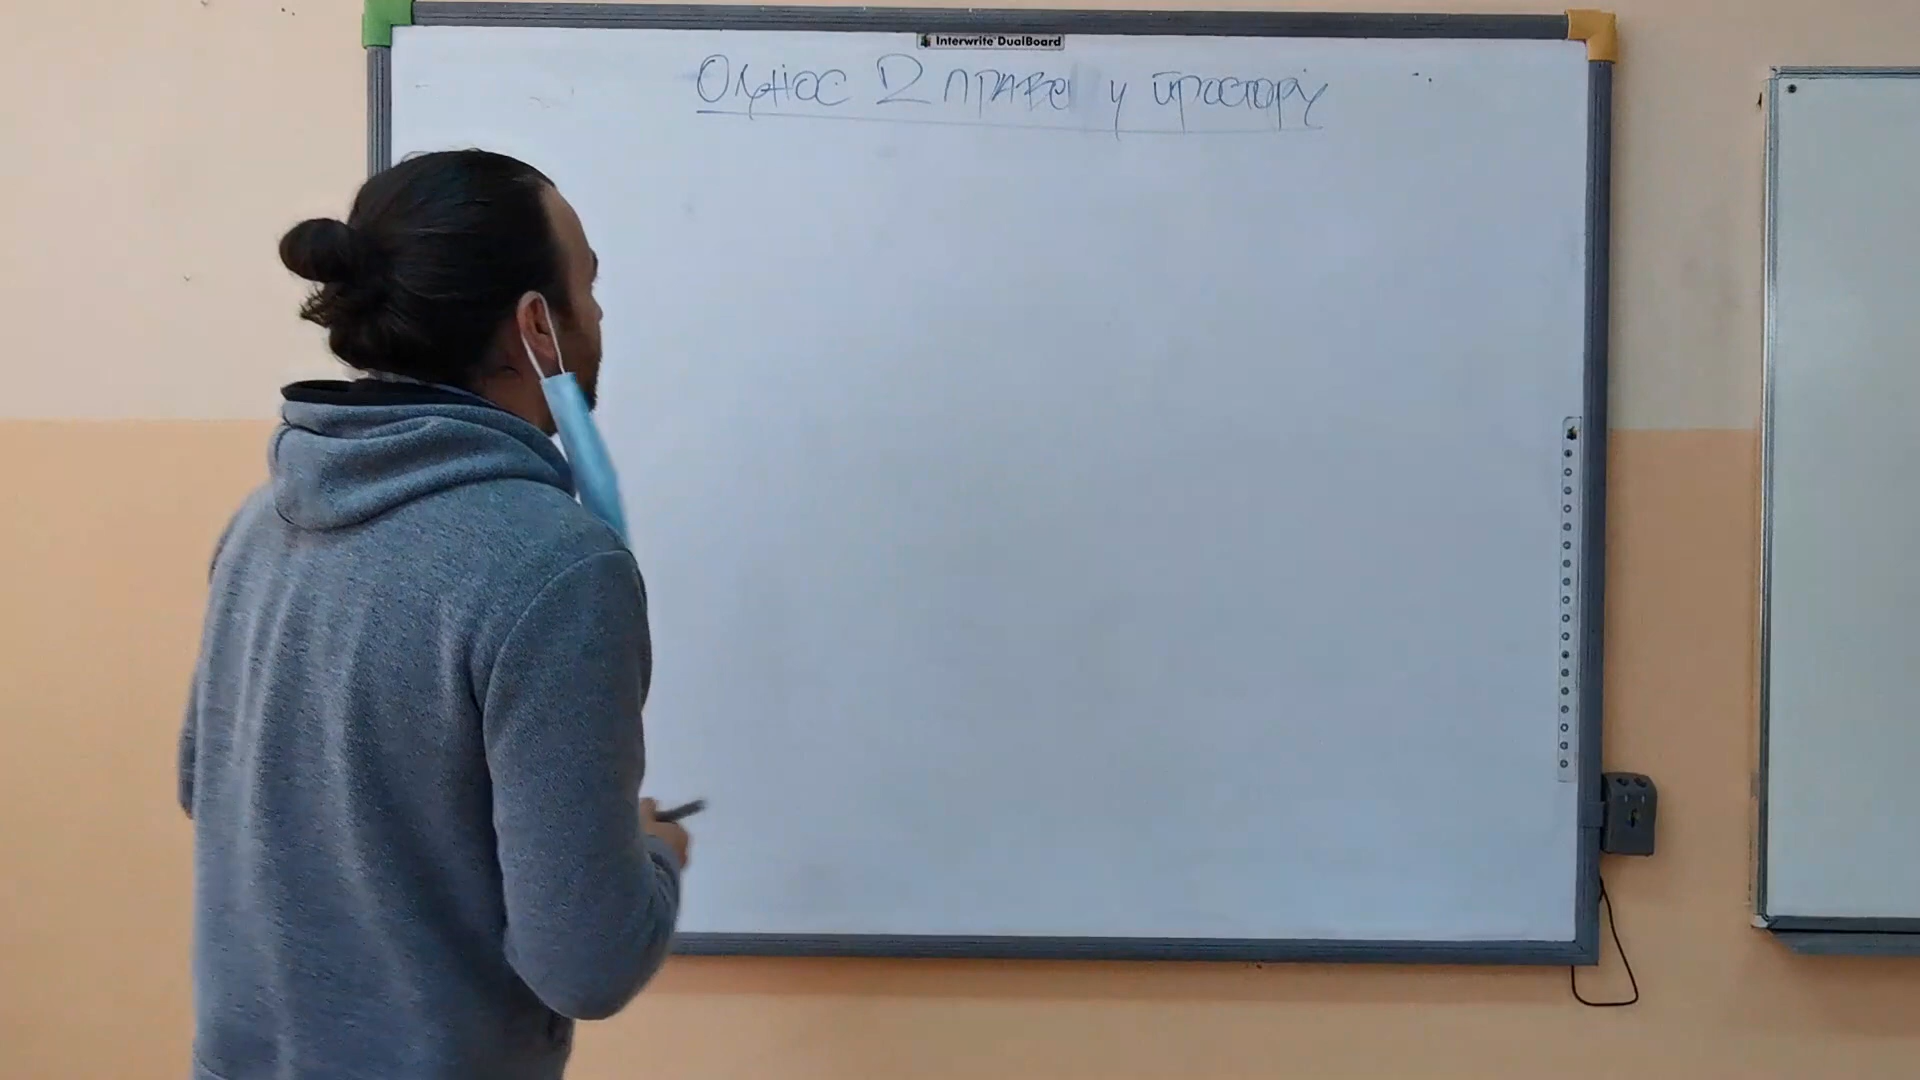 Interwrite DualBoard
Однос 2 праве у простору